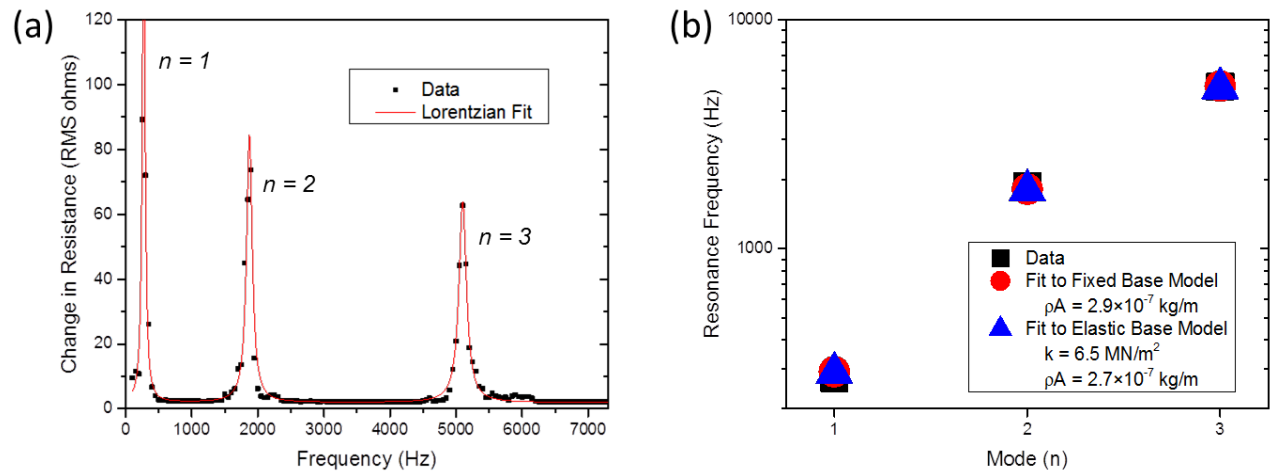 (a)
120
100
80
60
40
20
0
Change in Resistance (RMS ohms)
n = 1
n = 2
n = 3
Data
Lorentzian Fit
0 1000 2000 3000 4000 5000 6000 7000
Frequency (Hz)
(b)
10000
1000
Resonance Frequency (Hz)
Data
Fit to Fixed Base Model
ρA = 2.9×10⁻⁷ kg/m
Fit to Elastic Base Model
k = 6.5 MN/m²
ρA = 2.7×10⁻⁷ kg/m
1 2 3
Mode (n)